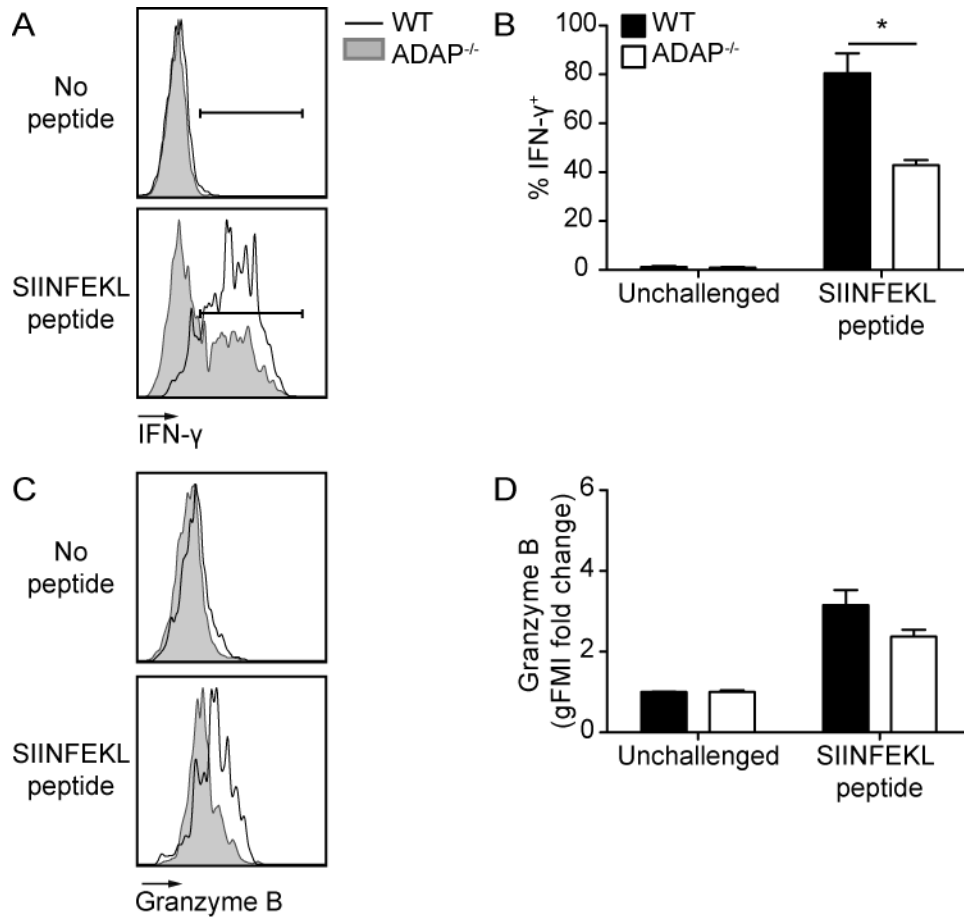 A
No
peptide
SIINFEKL
peptide
IFN-γ
WT
ADAP-/-
B
WT
ADAP-/-
*
% IFN-γ+
100
80
60
40
20
0
Unchallenged
SIINFEKL
peptide
C
No
peptide
SIINFEKL
peptide
Granzyme B
D
Granzyme B
(gFMI fold change)
6
4
2
0
Unchallenged
SIINFEKL
peptide